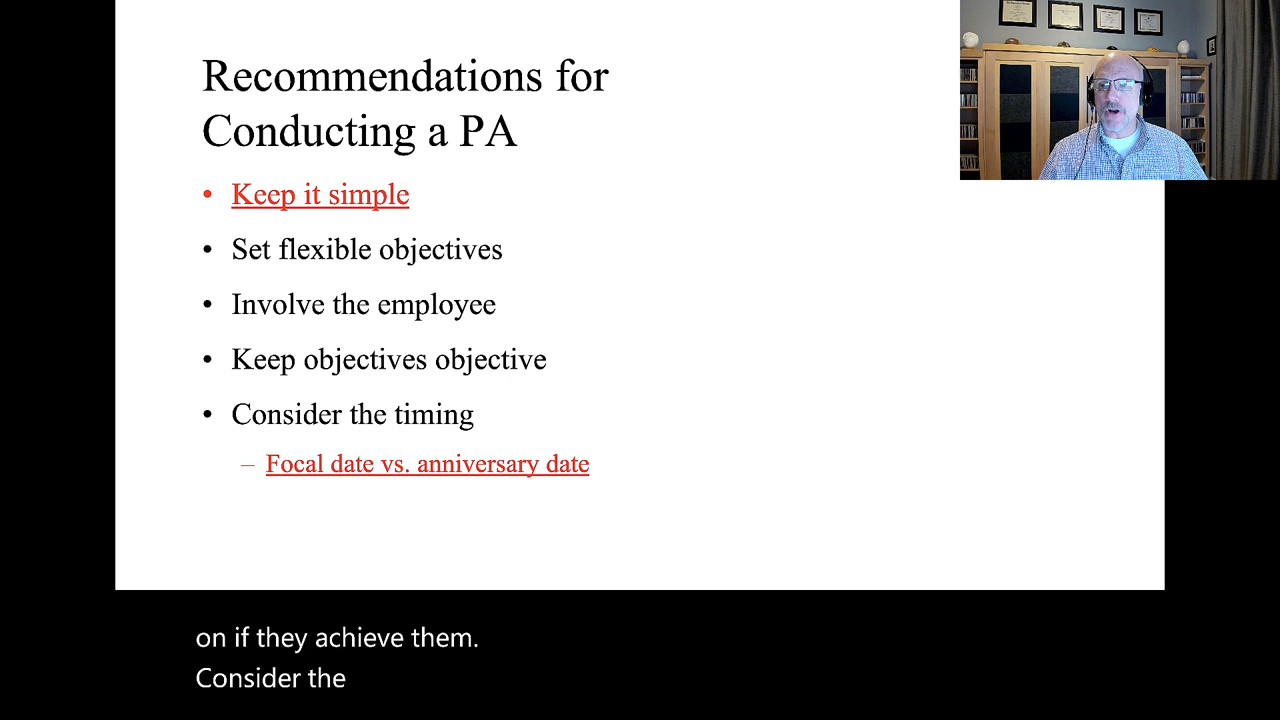 Recommendations for
Conducting a PA
• Keep it simple
• Set flexible objectives
• Involve the employee
• Keep objectives objective
• Consider the timing
– Focal date vs. anniversary date
on if they achieve them.
Consider the